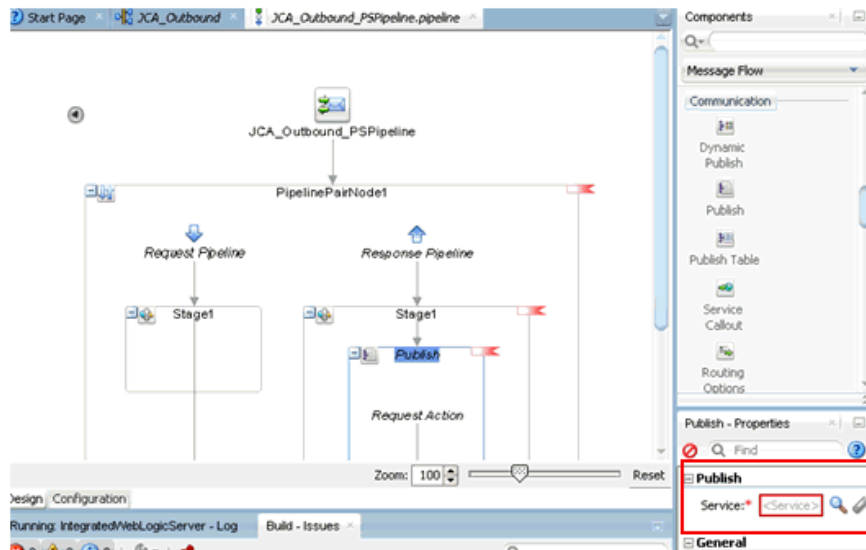 Start Page
JCA_Outbound
JCA_Outbound_PSPipeline.pipeline
JCA_Outbound_PSPipeline
PipelinePairNode1
Request Pipeline
Response Pipeline
Stage1
Stage1
Publish
Request Action
Zoom: 100
Reset
Design Configuration
Running: IntegratedWebLogicServer - Log
Build - Issues
Components
Message Flow
Communication
Dynamic
Publish
Publish
Publish Table
Service
Callout
Routing
Options
Publish - Properties
Find
Publish
Service:* <Service>
General